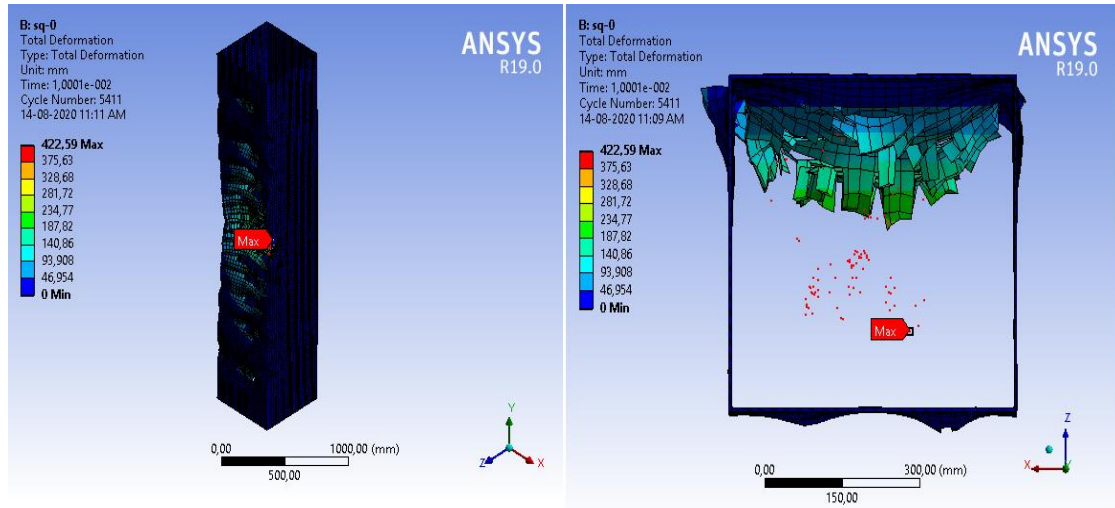 B: sq-0
Total Deformation
Type: Total Deformation
Unit: mm
Time: 1,0001e-002
Cycle Number: 5411
14-08-2020 11:11 AM
422,59 Max
375,63
328,68
281,72
234,77
187,82
140,86
93,908
46,954
0 Min
ANSYS
R19.0
Max
0,00
1000,00 (mm)
500,00
Y
Z
X
B: sq-0
Total Deformation
Type: Total Deformation
Unit: mm
Time: 1,0001e-002
Cycle Number: 5411
14-08-2020 11:09 AM
422,59 Max
375,63
328,68
281,72
234,77
187,82
140,86
93,908
46,954
0 Min
ANSYS
R19.0
Max
0,00
300,00 (mm)
150,00
Z
X
Y